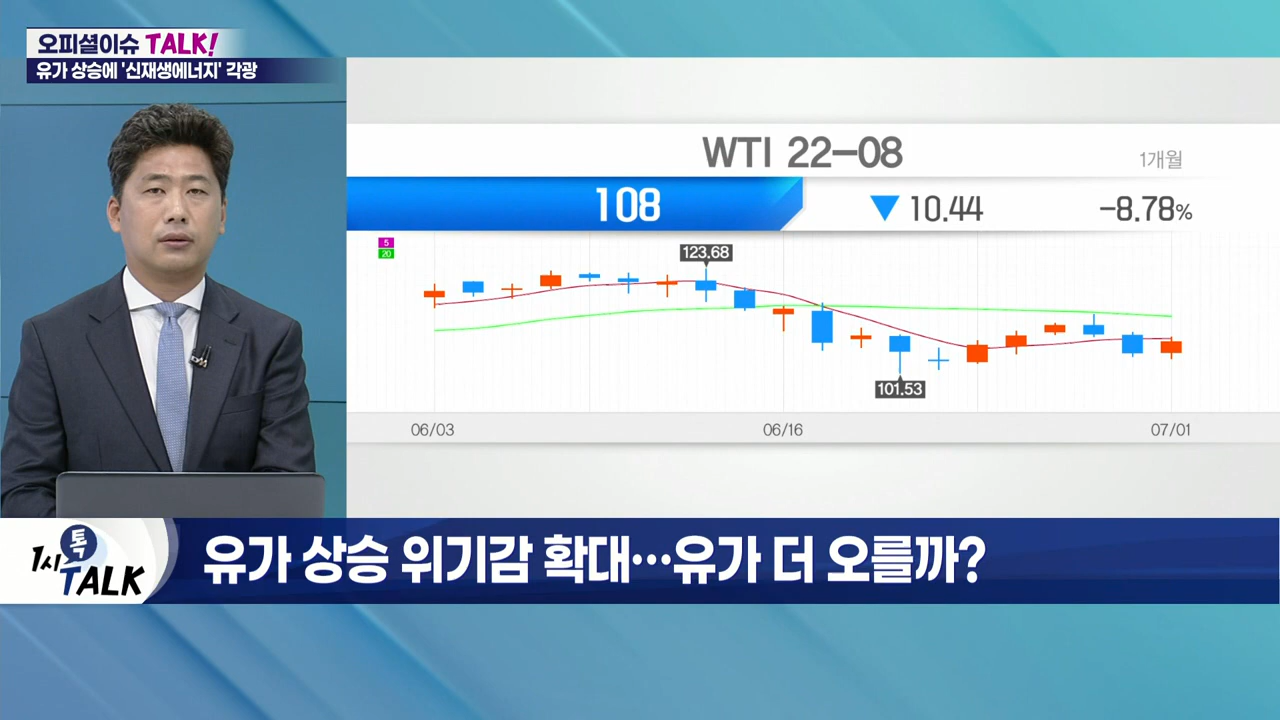 오피셜이슈 TALK!
유가 상승에 '신재생에너지' 각광
WTI 22-08
1개월
108
▼ 10.44
-8.78%
5
20
123.68
101.53
06/03
06/16
07/01
1시 톡 TALK
유가 상승 위기감 확대…유가 더 오를까?